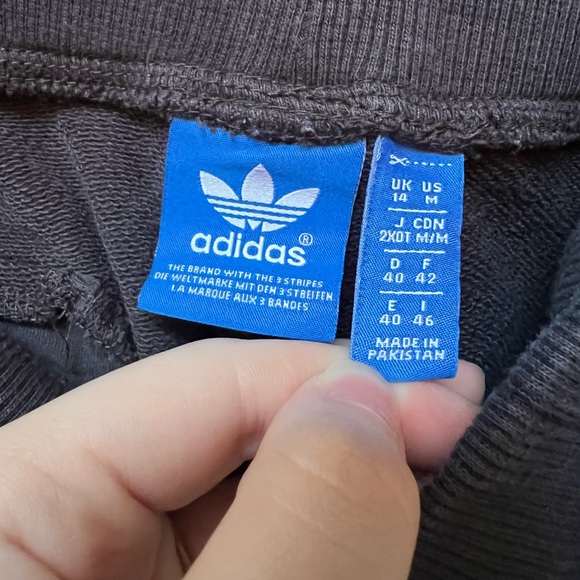 adidas®
THE BRAND WITH THE 3 STRIPES
DIE WELTMARKE MIT DEN 3 STREIFEN
LA MARQUE AUX 3 BANDES
UK US
14 M
J CDN
2XOT M/M
D F
40 42
E I
40 46
MADE IN
PAKISTAN